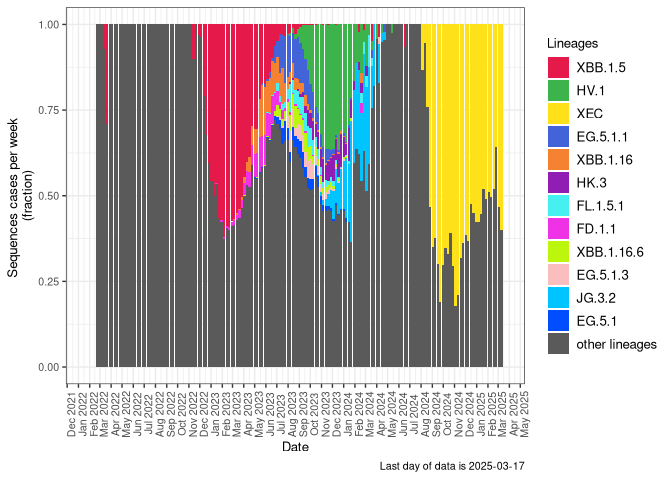 Sequences cases per week
(fraction)
1.00
0.75
0.50
0.25
0.00
Dec 2021
Jan 2022
Feb 2022
Mar 2022
Apr 2022
May 2022
Jun 2022
Jul 2022
Aug 2022
Sep 2022
Oct 2022
Nov 2022
Dec 2022
Jan 2023
Feb 2023
Mar 2023
Apr 2023
May 2023
Jun 2023
Jul 2023
Aug 2023
Sep 2023
Oct 2023
Nov 2023
Dec 2023
Jan 2024
Feb 2024
Mar 2024
Apr 2024
May 2024
Jun 2024
Jul 2024
Aug 2024
Sep 2024
Oct 2024
Nov 2024
Dec 2024
Jan 2025
Feb 2025
Mar 2025
Apr 2025
May 2025
Date
Lineages
XBB.1.5
HV.1
XEC
EG.5.1.1
XBB.1.16
HK.3
FL.1.5.1
FD.1.1
XBB.1.16.6
EG.5.1.3
JG.3.2
EG.5.1
other lineages
Last day of data is 2025-03-17